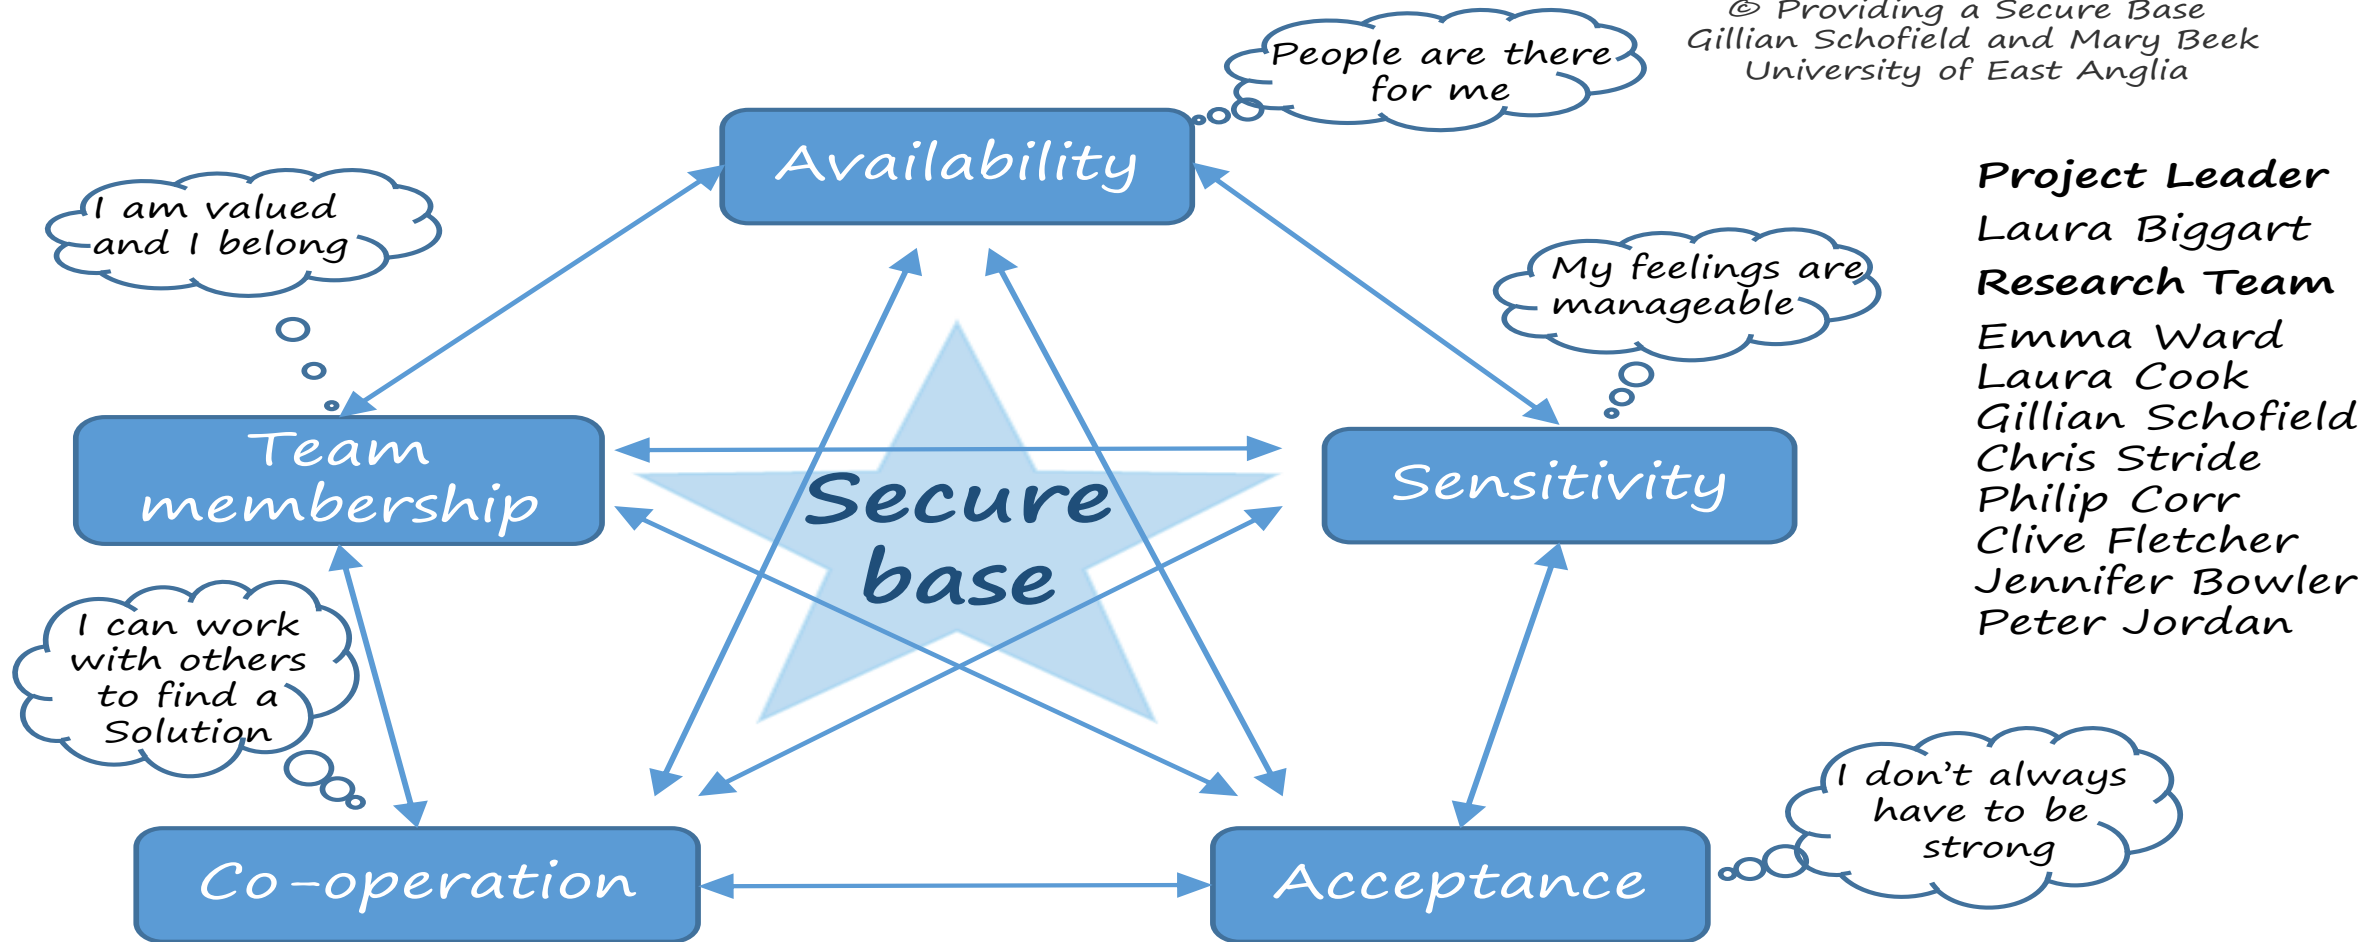 © Providing a Secure Base
Gillian Schofield and Mary Beek
University of East Anglia
People are there
for me
Availability
Project Leader
Laura Biggart
Research Team
Emma Ward
Laura Cook
Gillian Schofield
Chris Stride
Philip Corr
Clive Fletcher
Jennifer Bowler
Peter Jordan
I am valued
and I belong
My feelings are
manageable
Team
membership
Secure
base
Sensitivity
I can work
with others
to find a
Solution
I don't always
have to be
strong
Co-operation
Acceptance